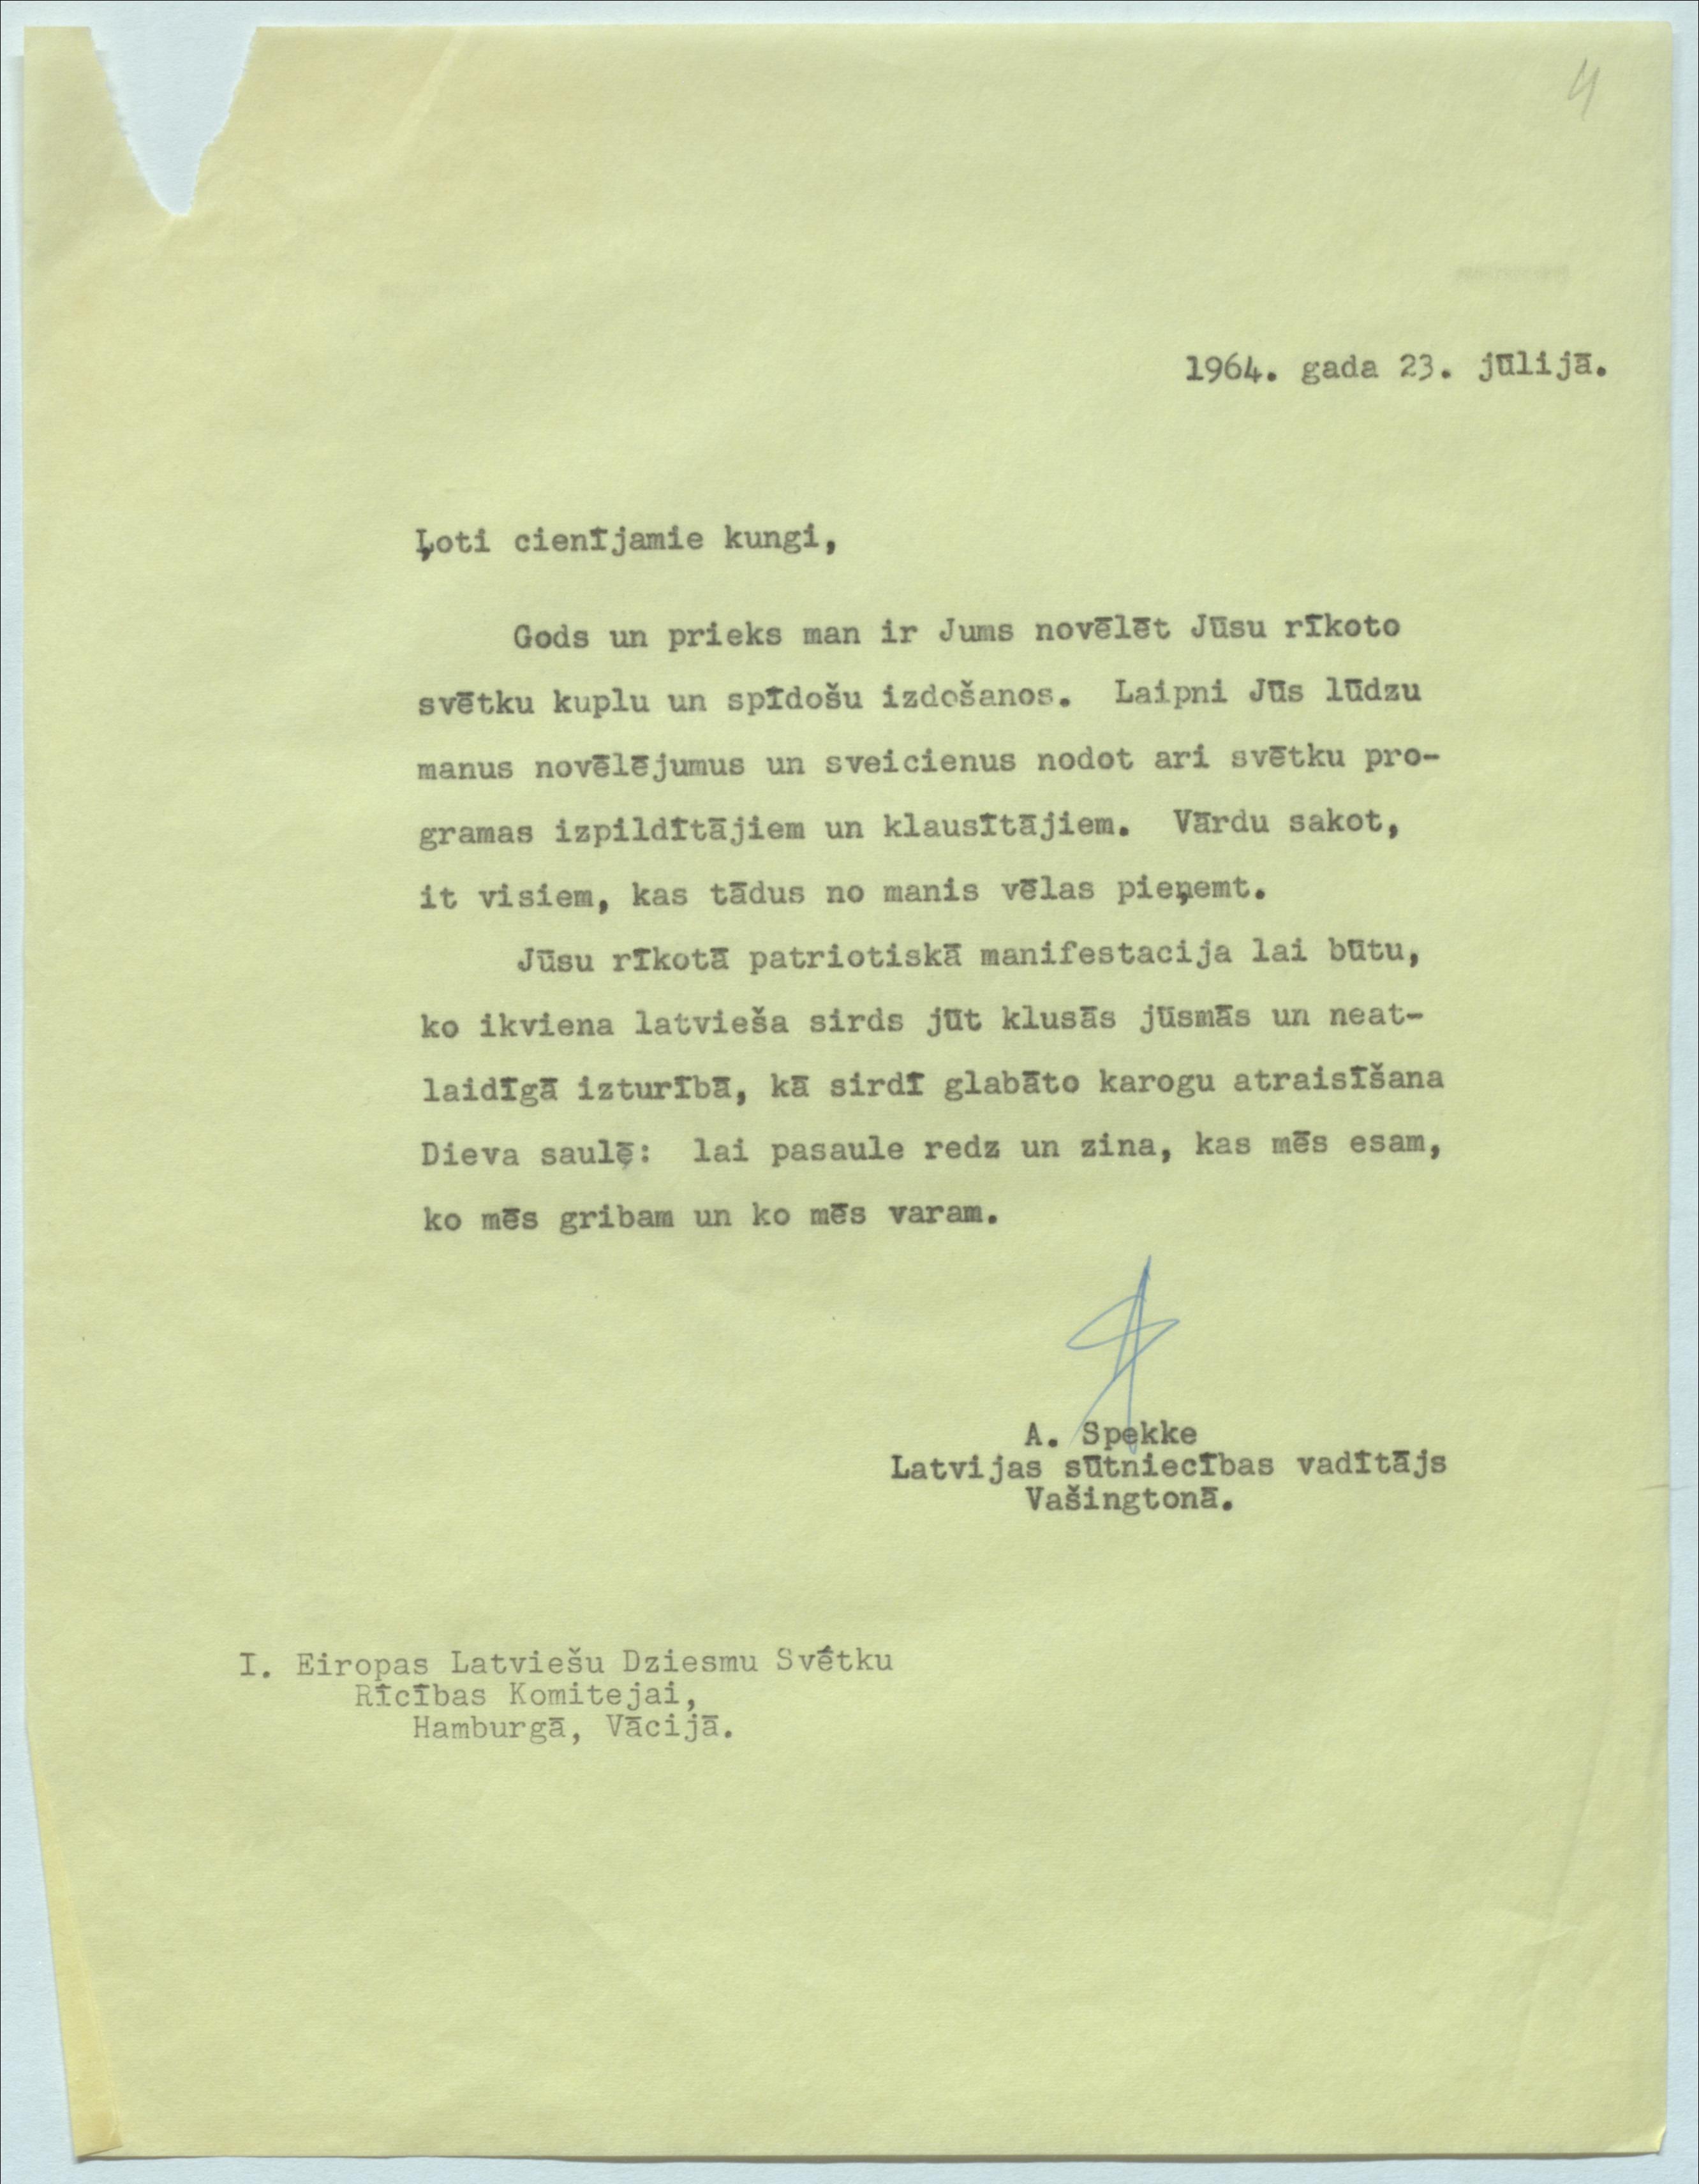 4
1964. gada 23. jūlijā.
Ļoti cienījamie kungi,
Gods un prieks man ir Jums novēlēt Jūsu rīkoto
svētku kuplu un spīdošu izdošanos. Laipni Jūs lūdzu
manus novēlējumus un sveicienus nodot ari svētku pro-
gramas izpildītājiem un klausītājiem. Vārdu sakot,
it visiem, kas tādus no manis vēlas pieņemt.
Jūsu rīkotā patriotiskā manifestacija lai būtu,
ko ikviena latvieša sirds jūt klusās jūsmās un neat-
laidīgā izturībā, kā sirdī glabāto karogu atraisīšana
Dieva saulē: lai pasaule redz un zina, kas mēs esam,
ko mēs gribam un ko mēs varam.
A. Spekke
Latvijas sūtniecības vadītājs
Vašingtonā.
I. Eiropas Latviešu Dziesmu Svētku
Rīcības Komitejai,
Hamburgā, Vācijā.